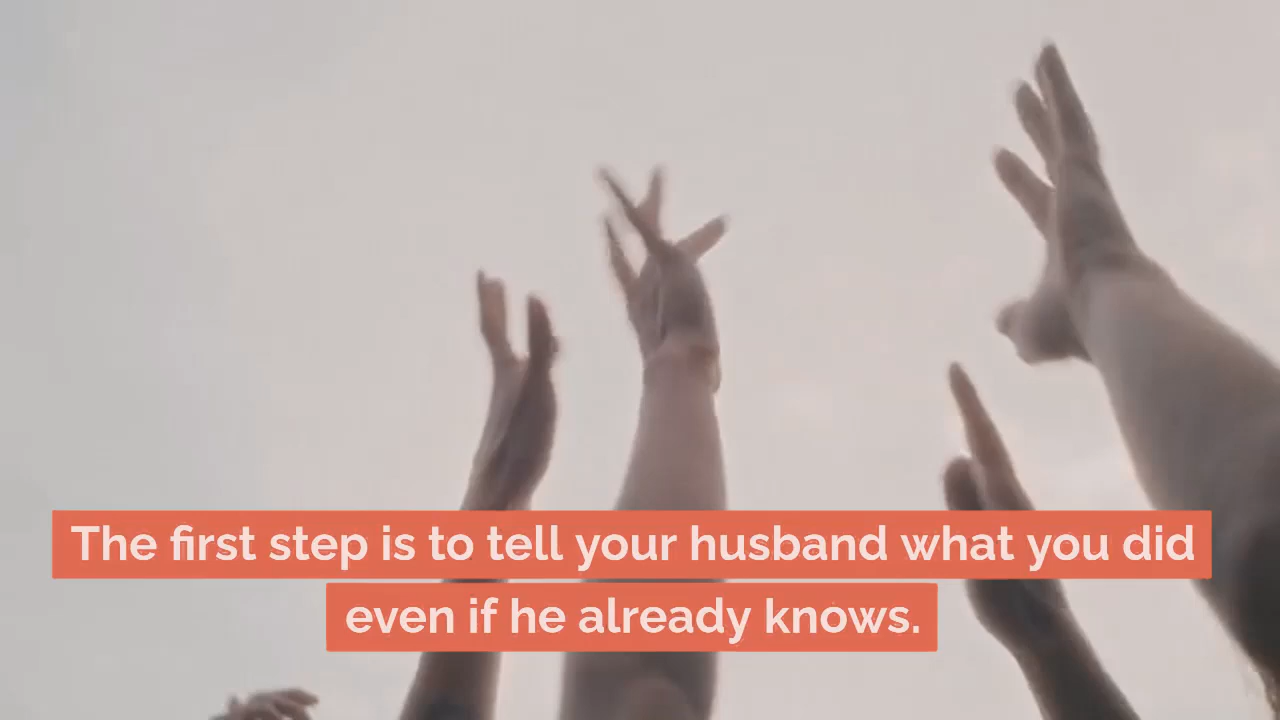 The first step is to tell your husband what you did
even if he already knows.